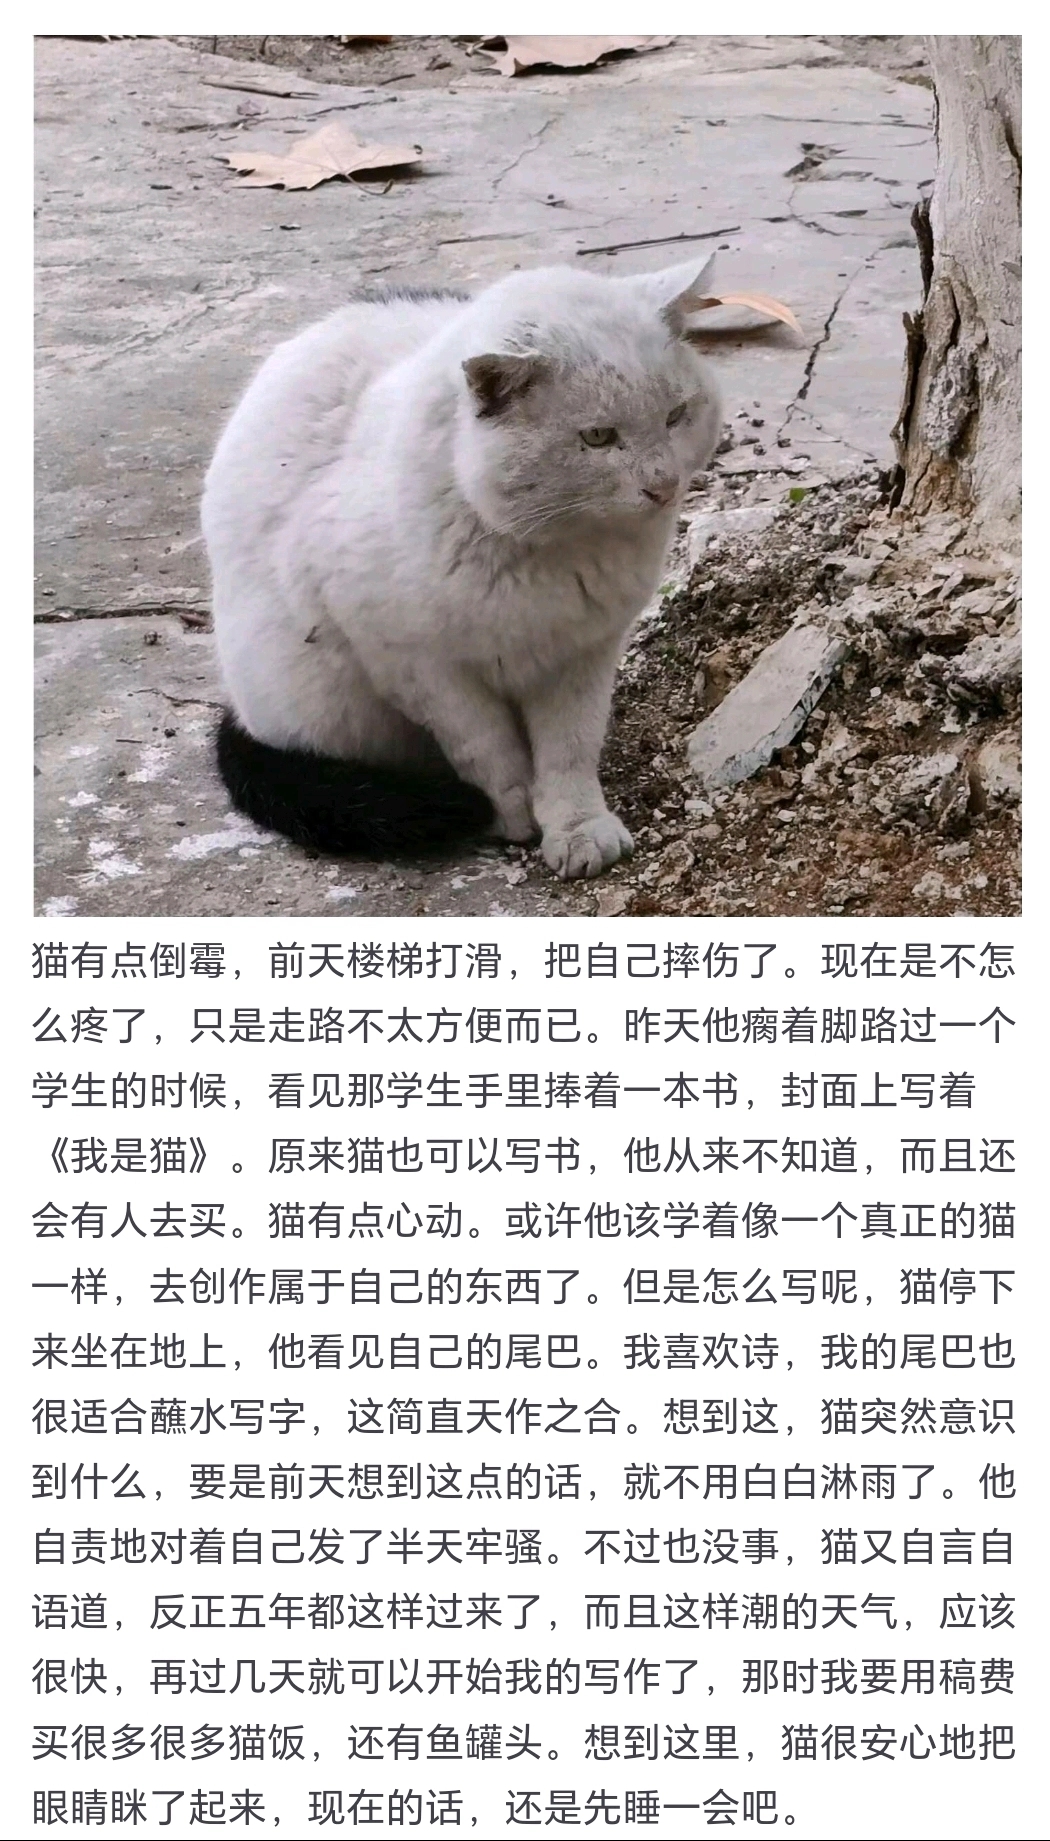 猫有点倒霉，前天楼梯打滑，把自己摔伤了。现在是不怎
么疼了，只是走路不太方便而已。昨天他瘸着脚路过一个
学生的时候，看见那学生手里捧着一本书，封面上写着
《我是猫》。原来猫也可以写书，他从来不知道，而且还
会有人去买。猫有点心动。或许他该学着像一个真正的猫
一样，去创作属于自己的东西了。但是怎么写呢，猫停下
来坐在地上，他看见自己的尾巴。我喜欢诗，我的尾巴也
很适合蘸水写字，这简直天作之合。想到这，猫突然意识
到什么，要是前天想到这点的话，就不用白白淋雨了。他
自责地对着自己发了半天牢骚。不过也没事，猫又自言自
语道，反正五年都这样过来了，而且这样潮的天气，应该
很快，再过几天就可以开始我的写作了，那时我要用稿费
买很多很多猫饭，还有鱼罐头。想到这里，猫很安心地把
眼睛眯了起来，现在的话，还是先睡一会吧。